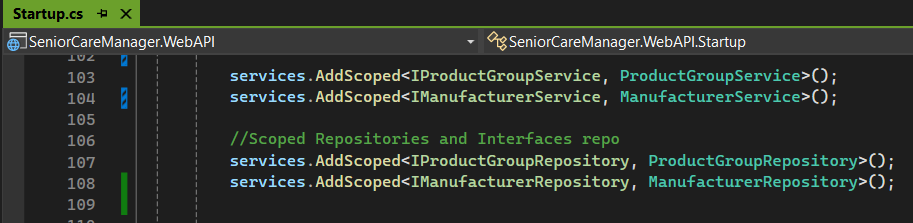 Startup.cs
SeniorCareManager.WebAPI SeniorCareManager.WebAPI.Startup
102
103 services.AddScoped<IProductGroupService, ProductGroupService>();
104 services.AddScoped<IManufacturerService, ManufacturerService>();
105
106 //Scoped Repositories and Interfaces repo
107 services.AddScoped<IProductGroupRepository, ProductGroupRepository>();
108 services.AddScoped<IManufacturerRepository, ManufacturerRepository>();
109